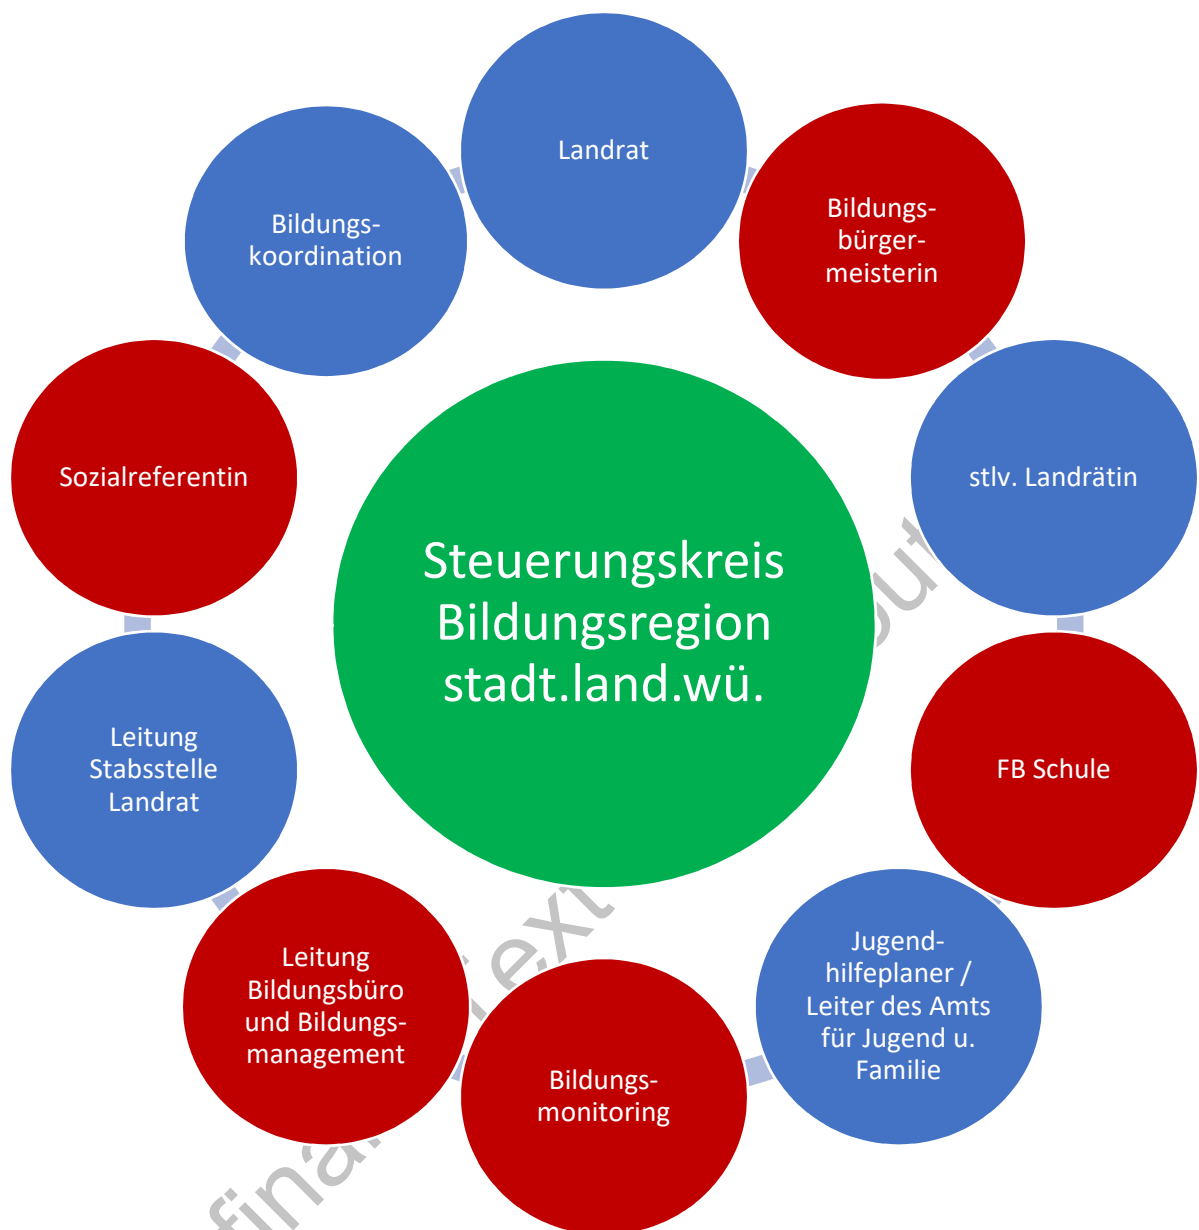 Landrat
Bildungs-
bürger-
meisterin
stlv. Landrätin
FB Schule
Jugend-
hilfeplaner /
Leiter des Amts
für Jugend u.
Familie
Bildungs-
monitoring
Leitung
Bildungsbüro
und Bildungs-
management
Leitung
Stabsstelle
Landrat
Sozialreferentin
Bildungs-
koordination
Steuerungskreis
Bildungsregion
stadt.land.wü.